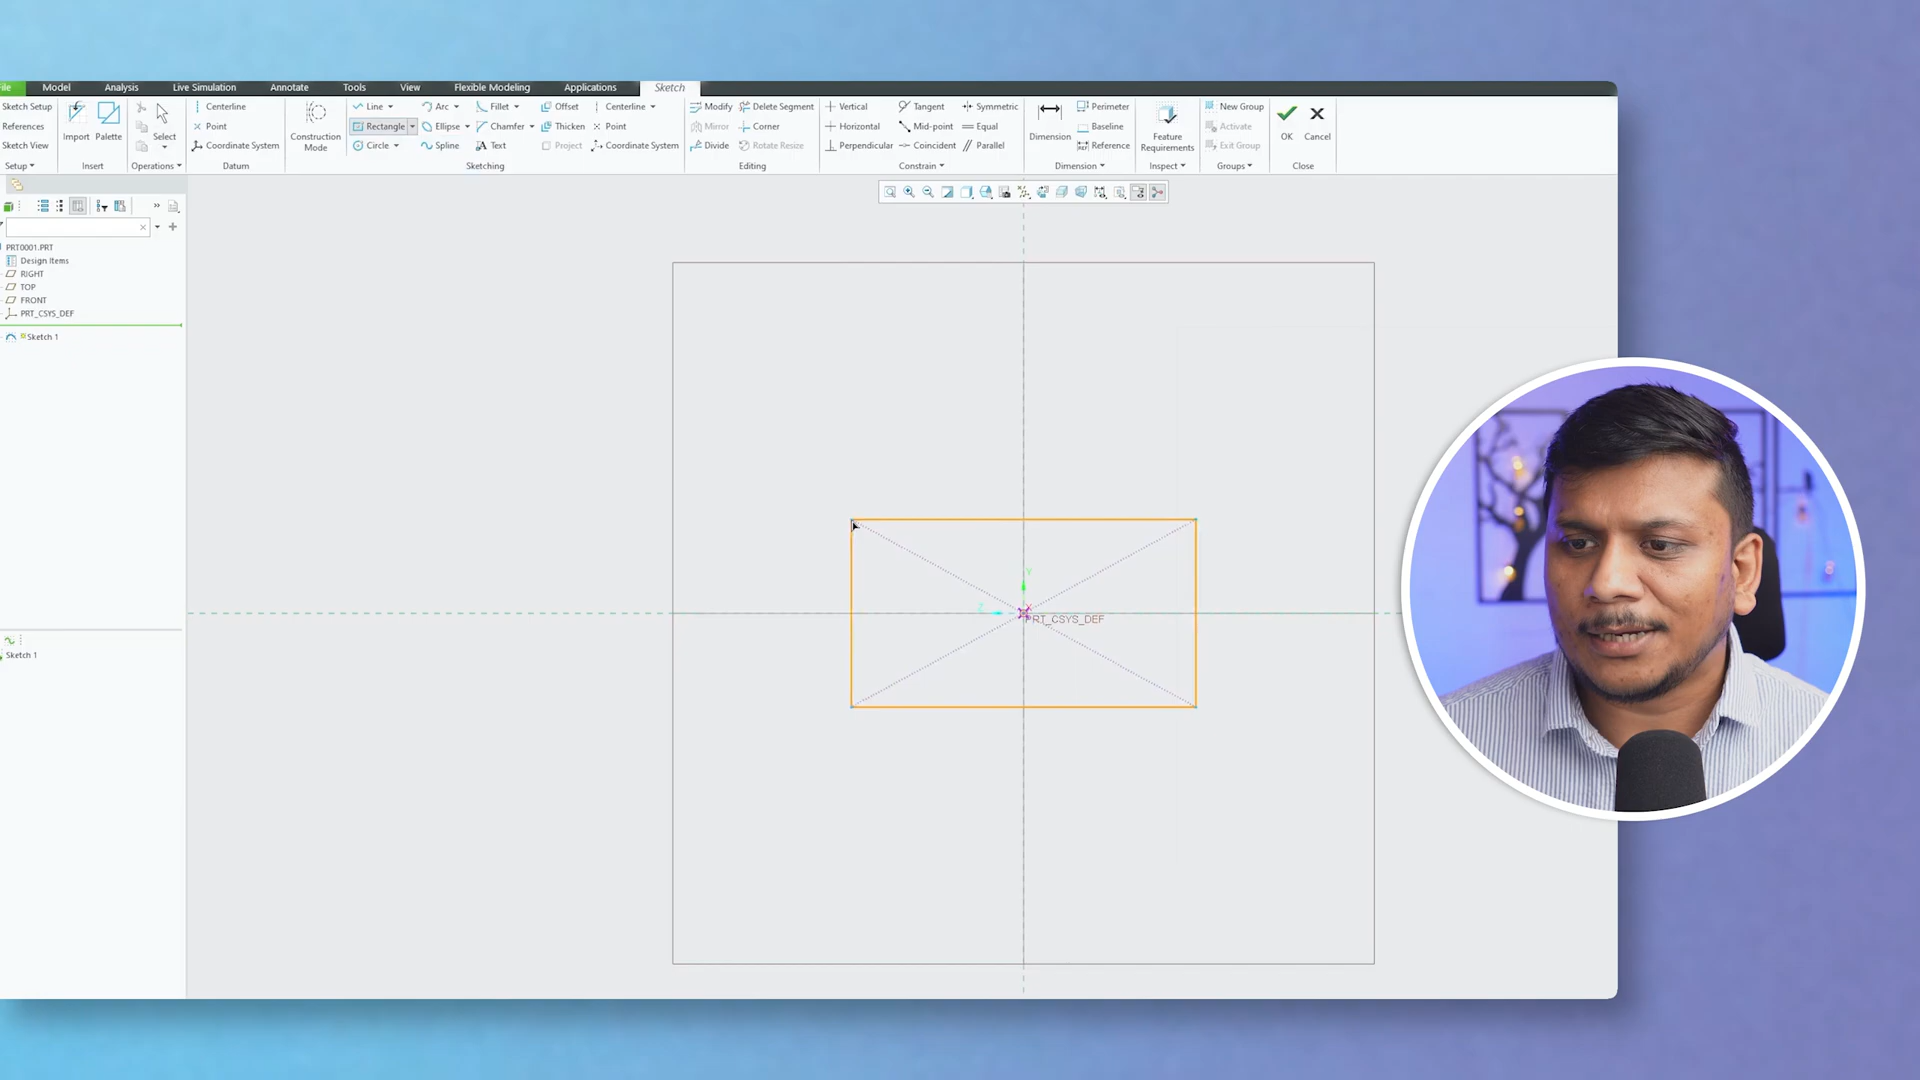 ile Model Analysis Live Simulation Annotate Tools View Flexible Modeling Applications Sketch
Sketch Setup
References
Sketch View
Setup
Import
Palette
Insert
Select
Operations
Centerline
Point
Coordinate System
Datum
Construction
Mode
Line
Rectangle
Circle
Arc
Ellipse
Spline
Fillet
Chamfer
Text
Offset
Thicken
Project
Centerline
Point
Coordinate System
Sketching
Modify
Mirror
Divide
Delete Segment
Corner
Rotate Resize
Editing
Vertical
Horizontal
Perpendicular
Tangent
Mid-point
Coincident
Symmetric
Equal
Parallel
Constrain
Dimension
Perimeter
Baseline
Reference
Dimension
Feature
Requirements
Inspect
New Group
Activate
Exit Group
Groups
OK
Cancel
Close
PRT0001.PRT
Design Items
RIGHT
TOP
FRONT
PRT_CSYS_DEF
Sketch 1
Sketch 1
Y
Z
X
PRT_CSYS_DEF